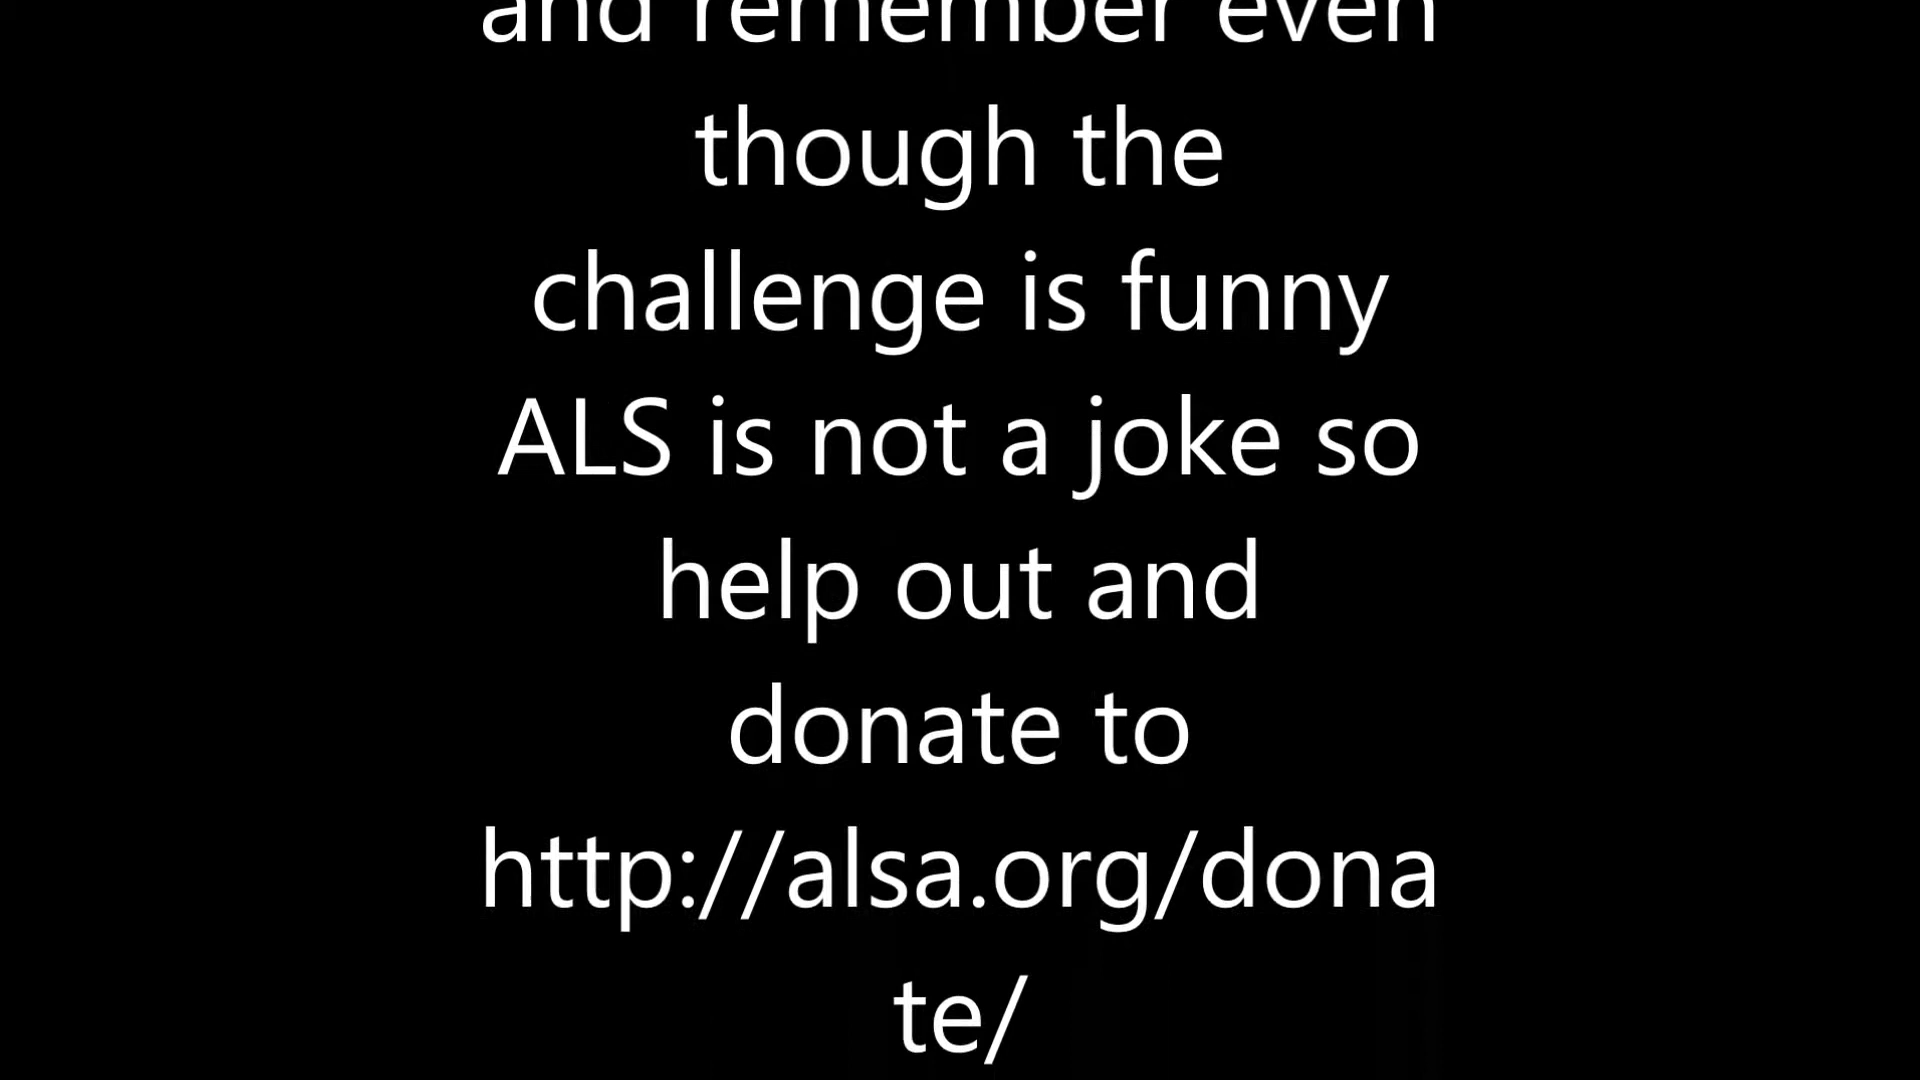 and remember even
though the
challenge is funny
ALS is not a joke so
help out and
donate to
http://alsa.org/dona
te/